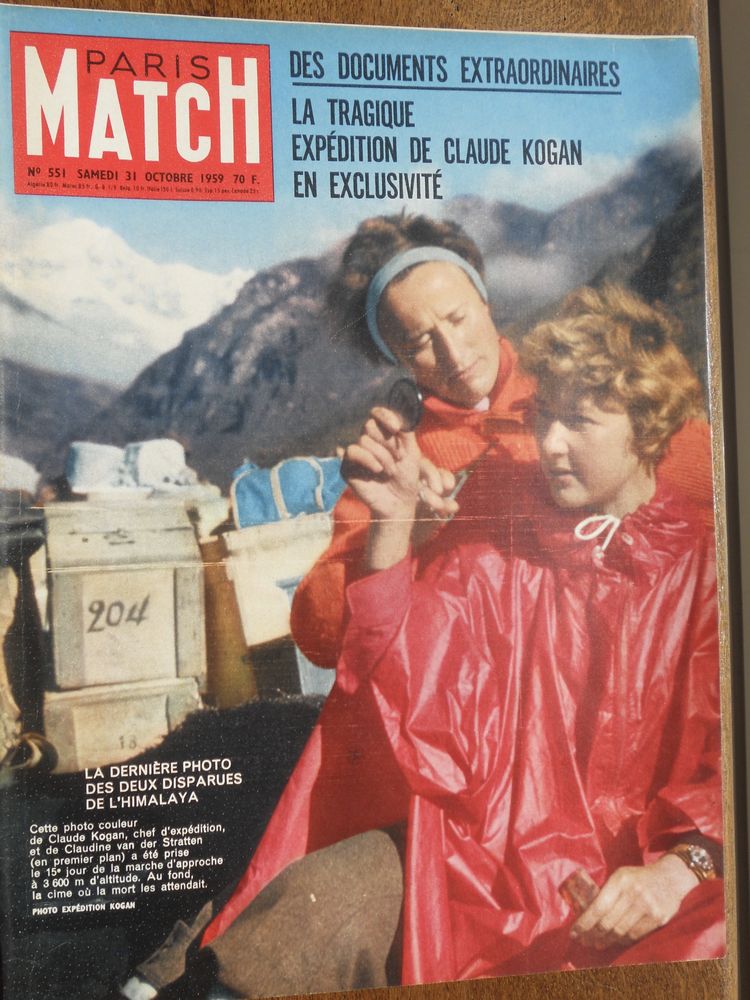 PARIS
MATCH
N° 551 SAMEDI 31 OCTOBRE 1959 70 F.
DES DOCUMENTS EXTRAORDINAIRES
LA TRAGIQUE
EXPÉDITION DE CLAUDE KOGAN
EN EXCLUSIVITÉ
204
13
LA DERNIÈRE PHOTO
DES DEUX DISPARUES
DE L'HIMALAYA
Cette photo couleur
de Claude Kogan, chef d'expédition,
et de Claudine van der Stratten
(en premier plan) a été prise
le 15e jour de la marche d'approche
à 3 600 m d'altitude. Au fond,
la cime où la mort les attendait.
PHOTO EXPÉDITION KOGAN